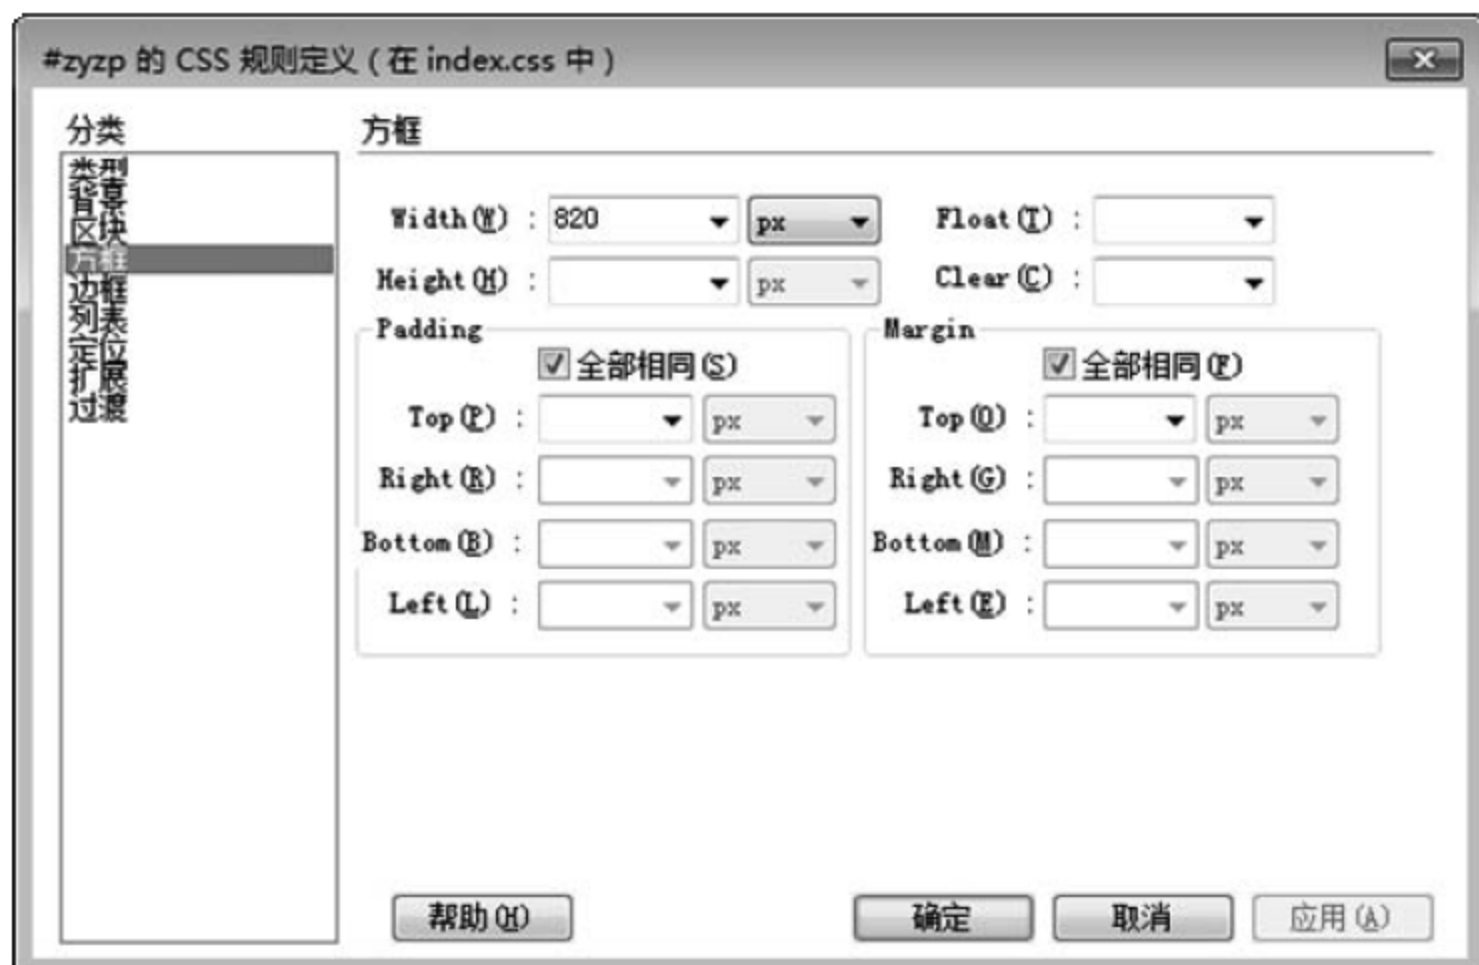 #zyzp 的 CSS 规则定义 ( 在 index.css 中 )
分类
类型
背景
区块
方框
边框
列表
定位
扩展
过渡
方框
Width(W) : 820 px Float(T) :
Height(H) : px Clear(C) :
Padding Margin
全部相同(S) 全部相同(F)
Top(P) : px Top(O) : px
Right(R) : px Right(G) : px
Bottom(B) : px Bottom(M) : px
Left(L) : px Left(E) : px
帮助(H) 确定 取消 应用(A)